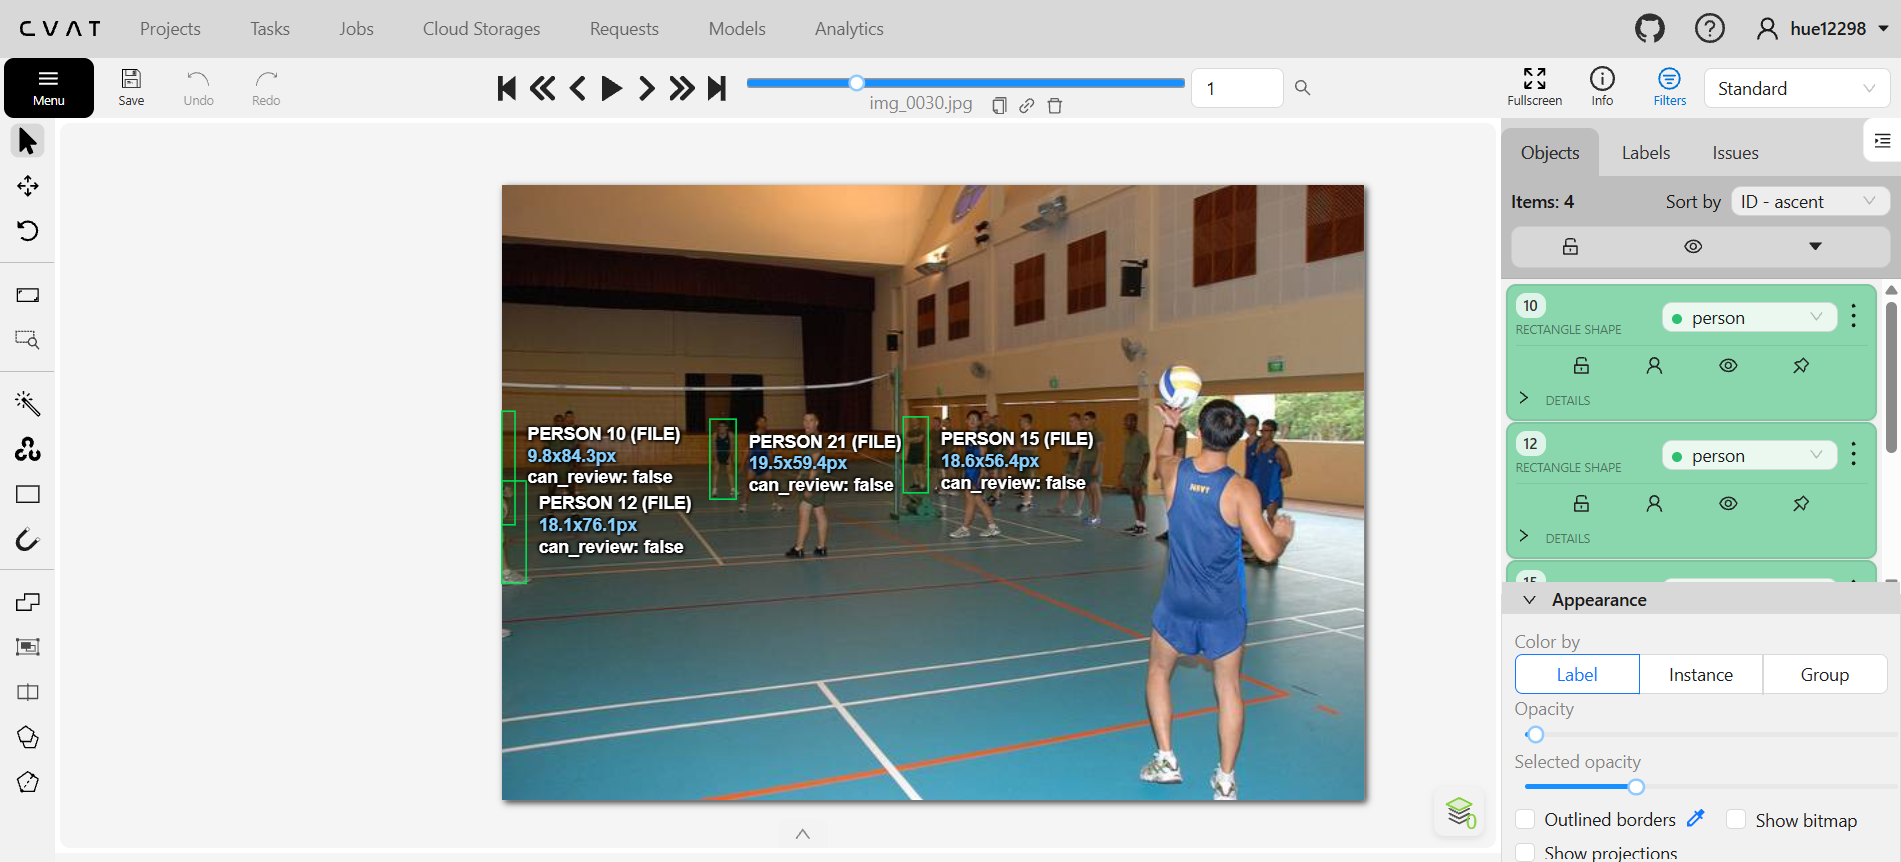 CVAT
Projects
Tasks
Jobs
Cloud Storages
Requests
Models
Analytics
hue12298
Menu
Save
Undo
Redo
img_0030.jpg
1
Fullscreen
Info
Filters
Standard
Objects
Labels
Issues
Items: 4
Sort by
ID - ascent
10
RECTANGLE SHAPE
person
DETAILS
12
RECTANGLE SHAPE
person
DETAILS
15
Appearance
Color by
Label
Instance
Group
Opacity
Selected opacity
Outlined borders
Show bitmap
Show projections
PERSON 10 (FILE)
9.8x84.3px
can_review: false
PERSON 12 (FILE)
18.1x76.1px
can_review: false
PERSON 21 (FILE)
19.5x59.4px
can_review: false
PERSON 15 (FILE)
18.6x56.4px
can_review: false
NAVY
0